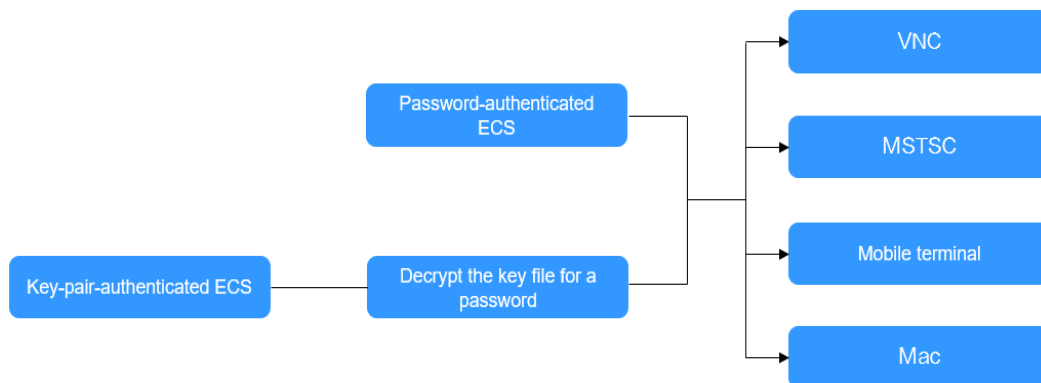 VNC
Password-authenticated
ECS
MSTSC
Mobile terminal
Key-pair-authenticated ECS
Decrypt the key file for a
password
Mac